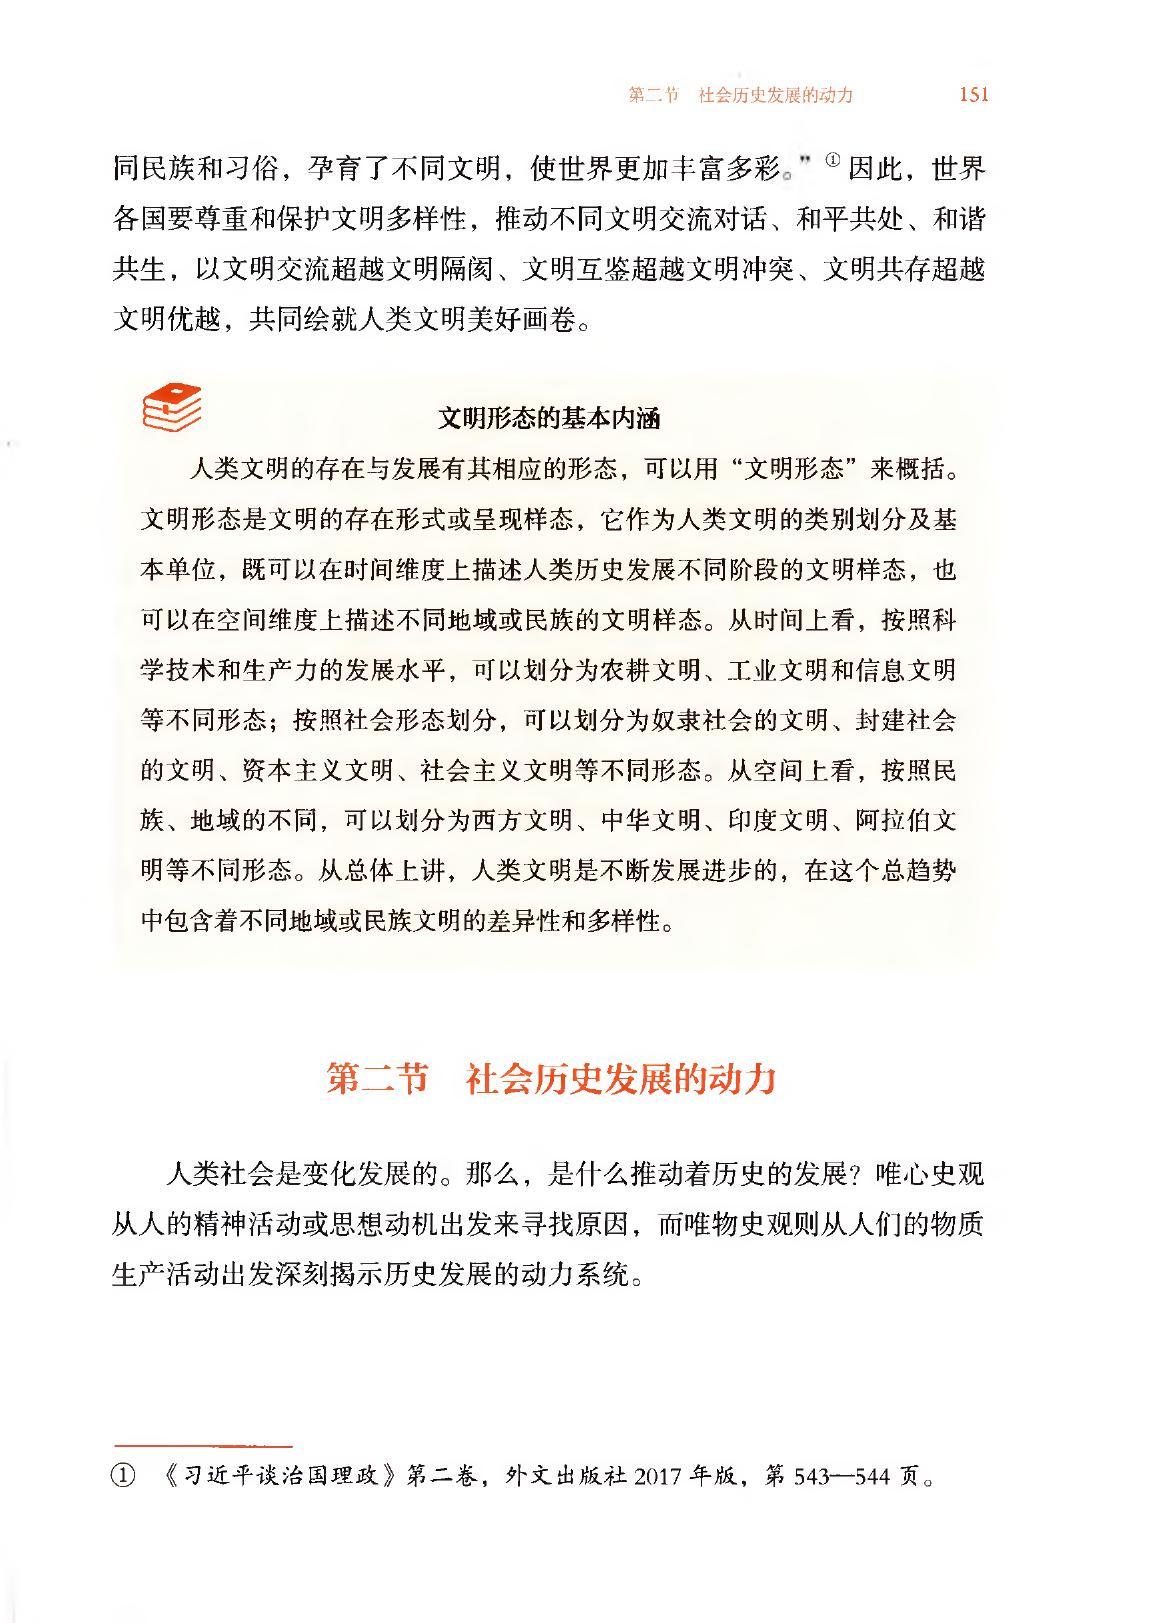 第二节 社会历史发展的动力 151
同民族和习俗，孕育了不同文明，使世界更加丰富多彩。”①因此，世界
各国要尊重和保护文明多样性，推动不同文明交流对话、和平共处、和谐
共生，以文明交流超越文明隔阂、文明互鉴超越文明冲突、文明共存超越
文明优越，共同绘就人类文明美好画卷。
文明形态的基本内涵
人类文明的存在与发展有其相应的形态，可以用“文明形态”来概括。
文明形态是文明的存在形式或呈现样态，它作为人类文明的类别划分及基
本单位，既可以在时间维度上描述人类历史发展不同阶段的文明样态，也
可以在空间维度上描述不同地域或民族的文明样态。从时间上看，按照科
学技术和生产力的发展水平，可以划分为农耕文明、工业文明和信息文明
等不同形态；按照社会形态划分，可以划分为奴隶社会的文明、封建社会
的文明、资本主义文明、社会主义文明等不同形态。从空间上看，按照民
族、地域的不同，可以划分为西方文明、中华文明、印度文明、阿拉伯文
明等不同形态。从总体上讲，人类文明是不断发展进步的，在这个总趋势
中包含着不同地域或民族文明的差异性和多样性。
第二节 社会历史发展的动力
人类社会是变化发展的。那么，是什么推动着历史的发展？唯心史观
从人的精神活动或思想动机出发来寻找原因，而唯物史观则从人们的物质
生产活动出发深刻揭示历史发展的动力系统。
① 《习近平谈治国理政》第二卷，外文出版社 2017 年版，第 543—544 页。